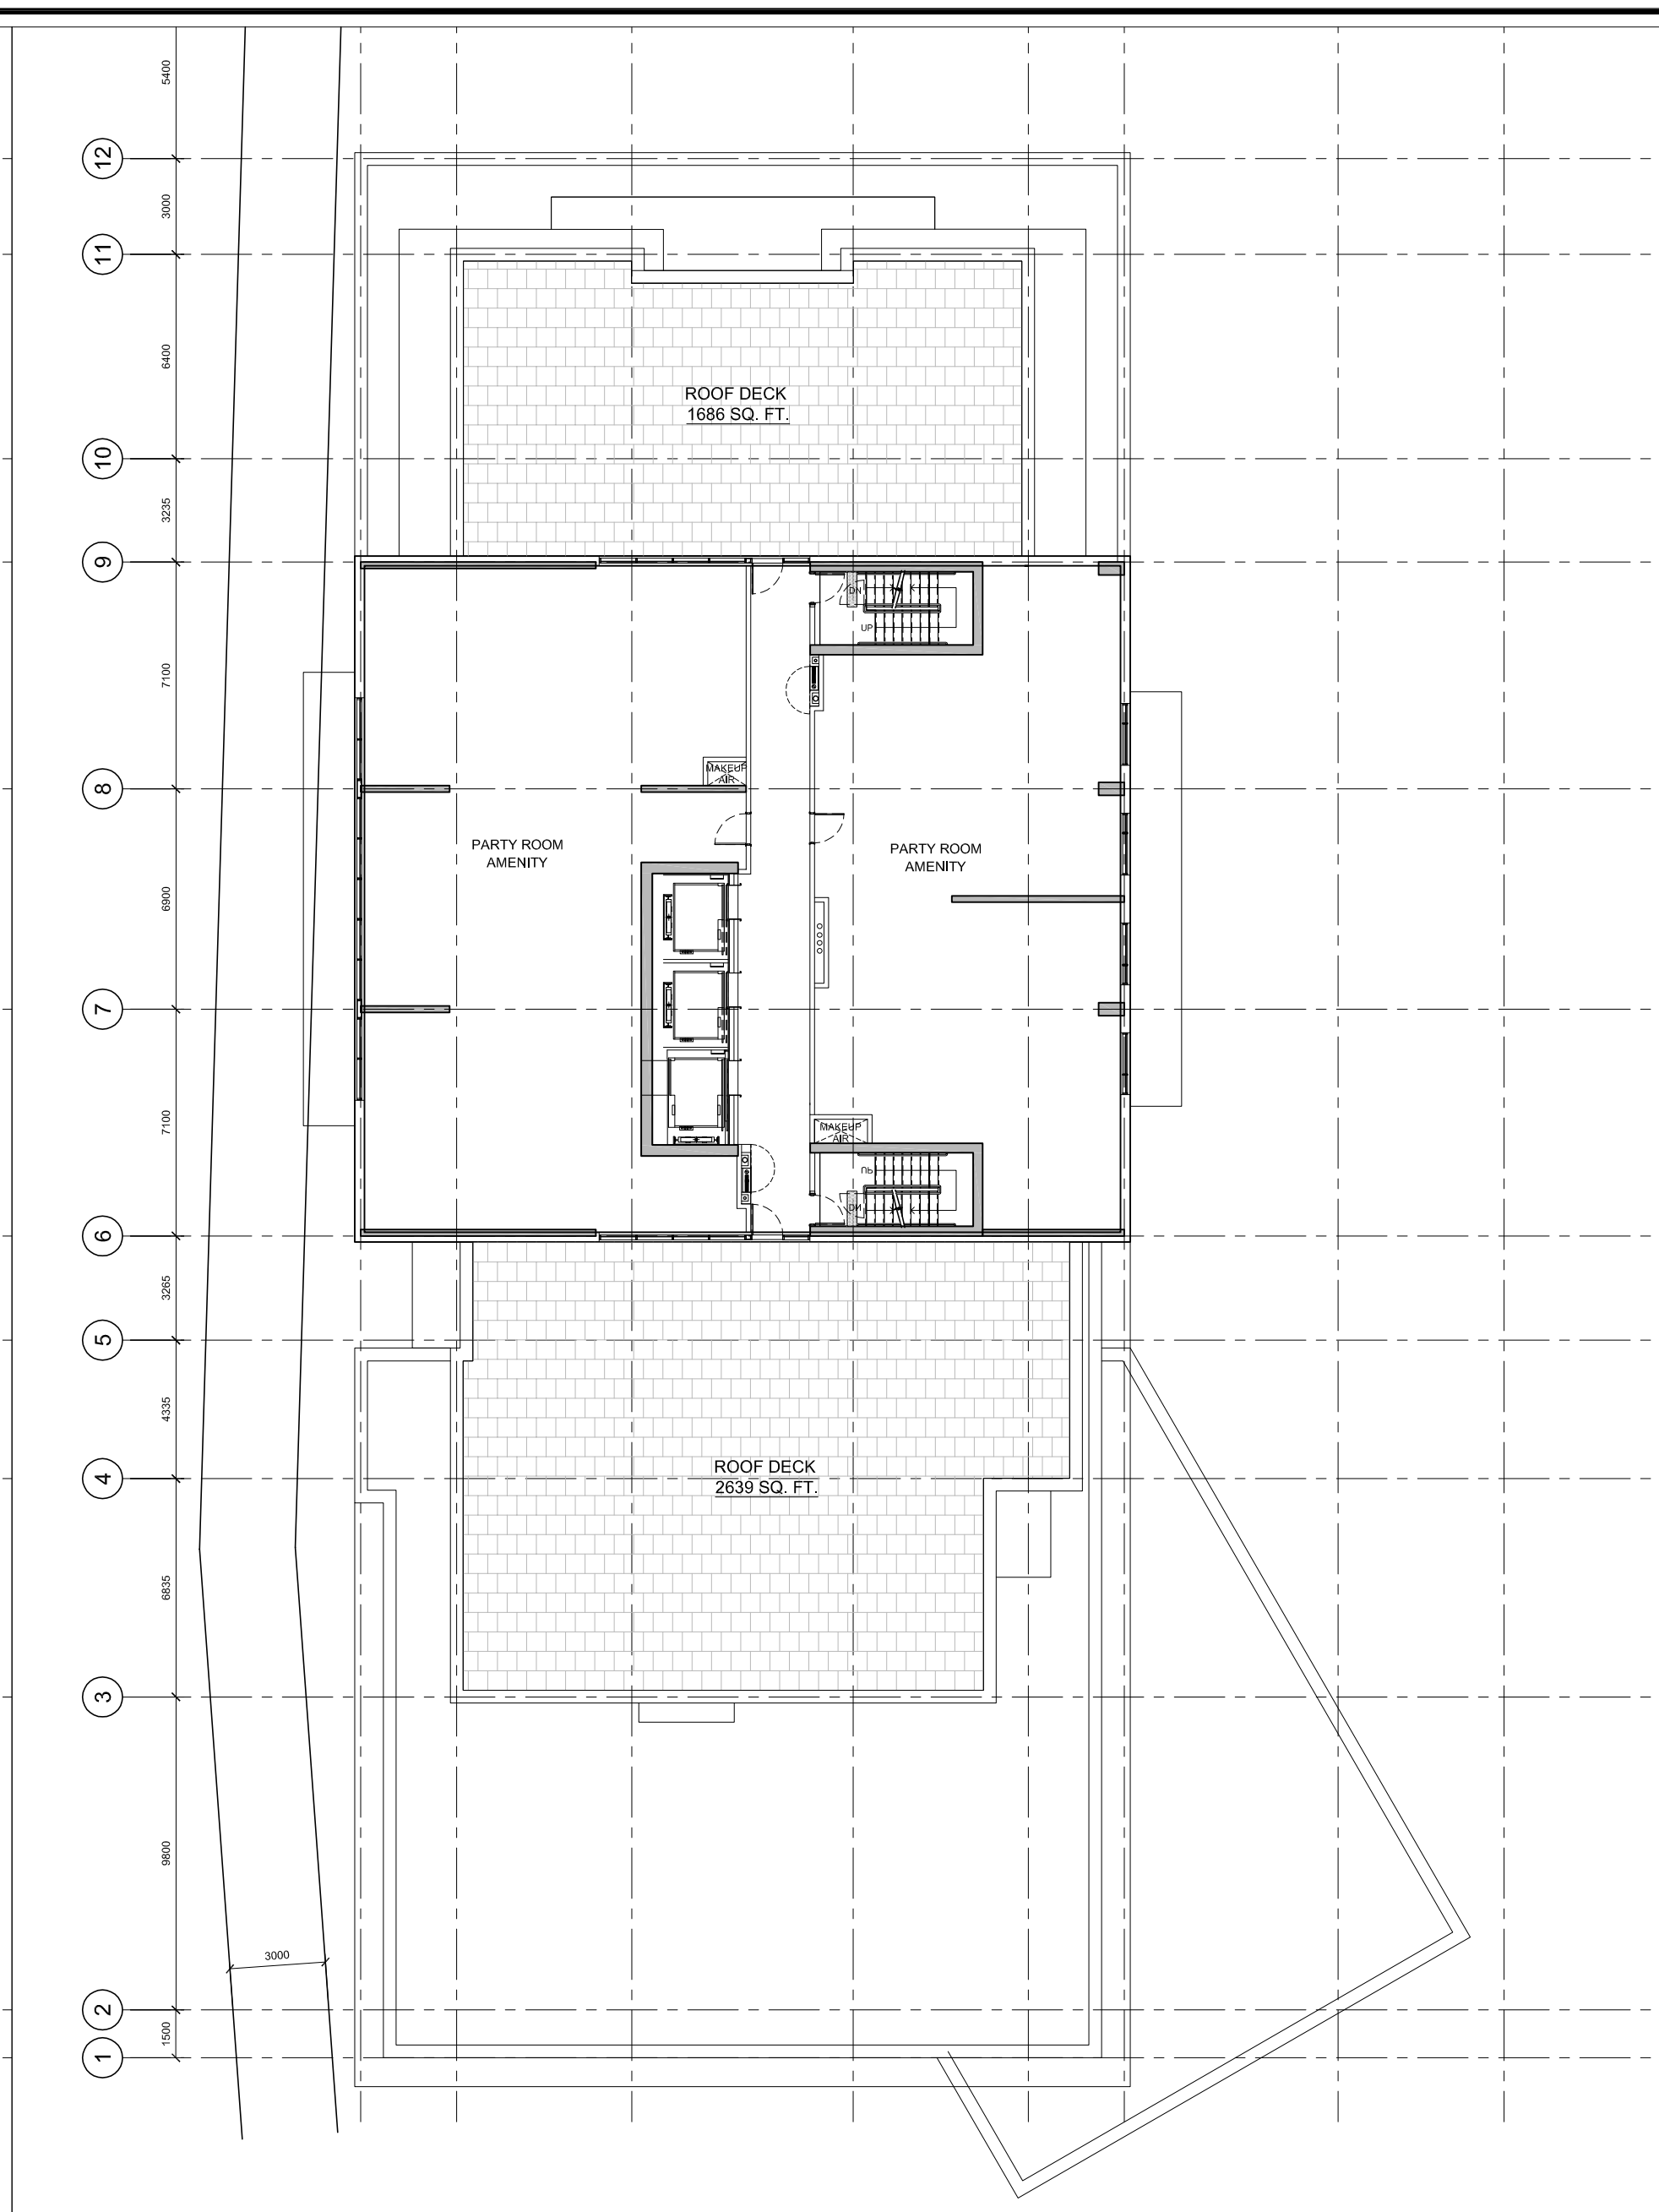 5400
12
3000
11
6400
ROOF DECK
1686 SQ. FT.
10
3235
9
DN
UP
7100
MAKEUP
AIR
8
PARTY ROOM
AMENITY
PARTY ROOM
AMENITY
6900
7
7100
MAKEUP
AIR
UP
DN
6
3265
5
4335
ROOF DECK
2639 SQ. FT.
4
6835
3
9800
3000
2
1500
1